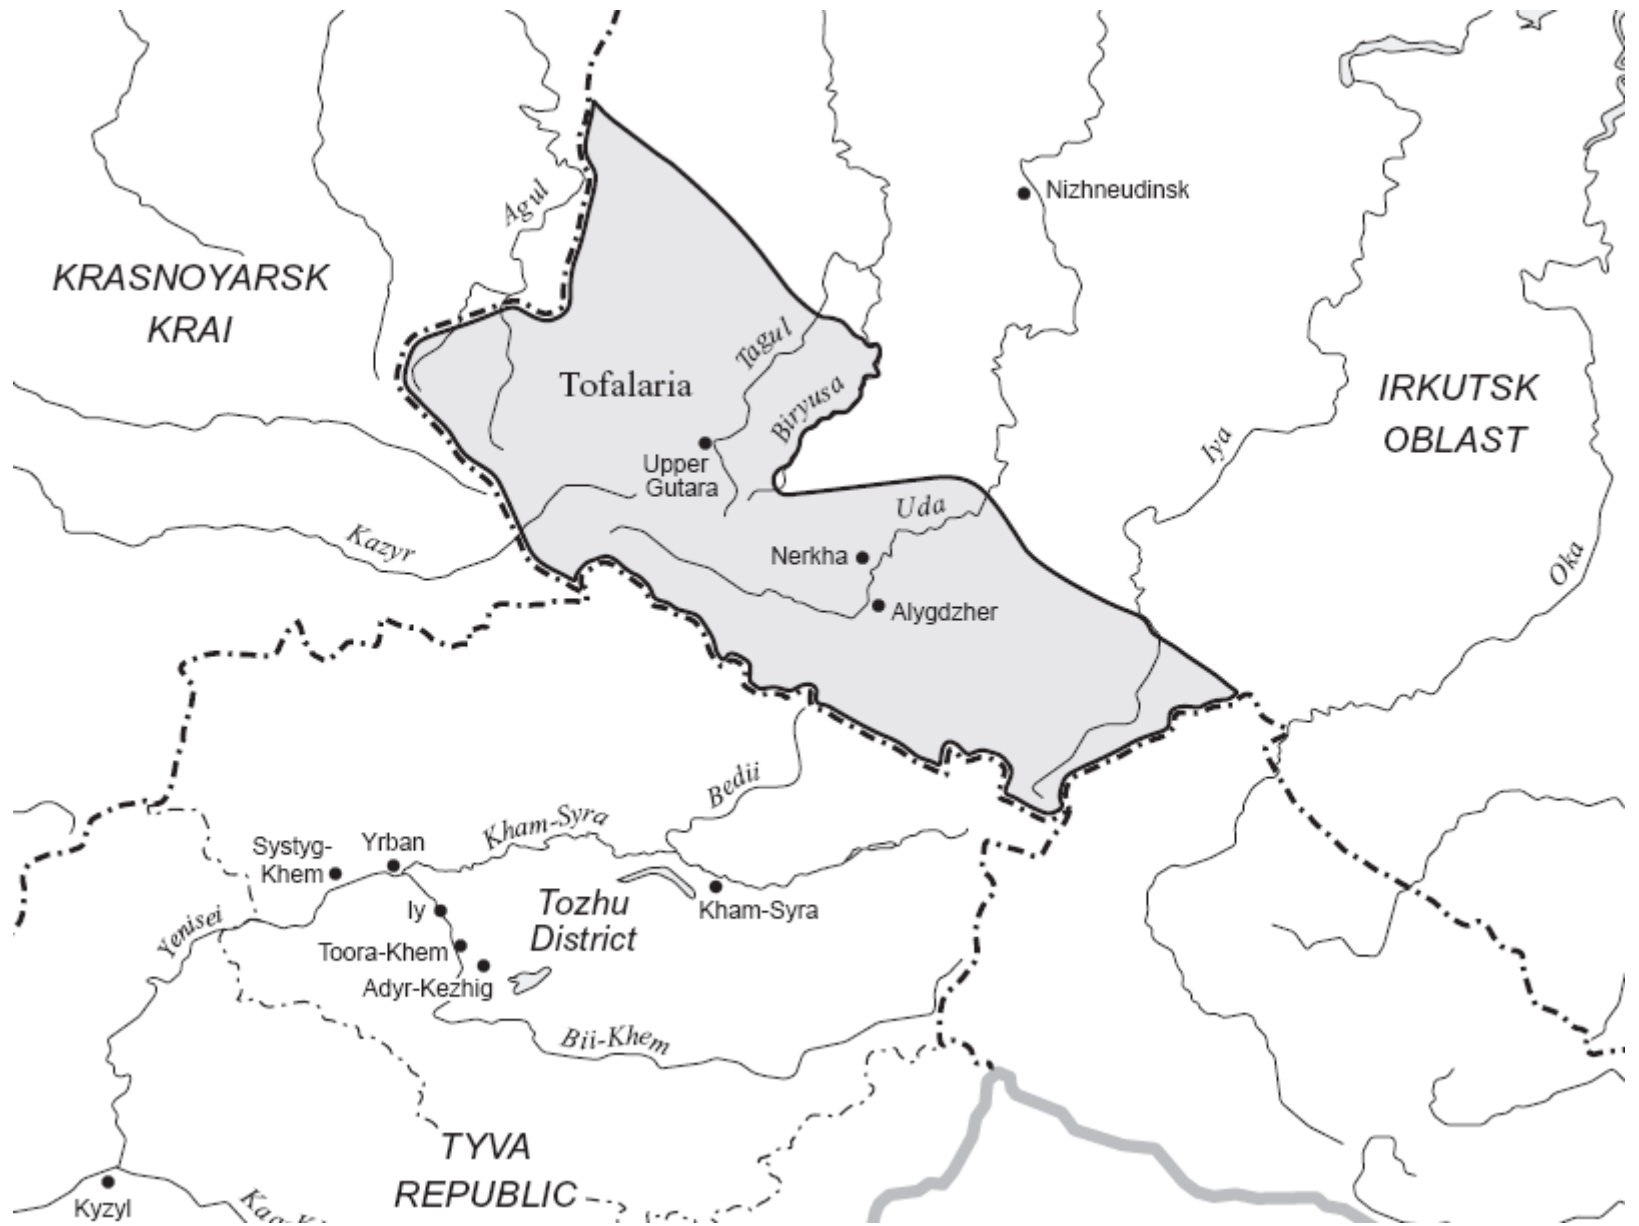 Nizhneudinsk
Agul
KRASNOYARSK
KRAI
Tagul
Tofalaria
Biryusa
IRKUTSK
OBLAST
Iya
Upper
Gutara
Uda
Kazyr
Nerkha
Oka
Alygdzher
Bedii
Kham-Syra
Systyg-
Khem
Yrban
Iy
Tozhu
District
Kham-Syra
Yenisei
Toora-Khem
Adyr-Kezhig
Bii-Khem
TYVA
REPUBLIC
Kyzyl